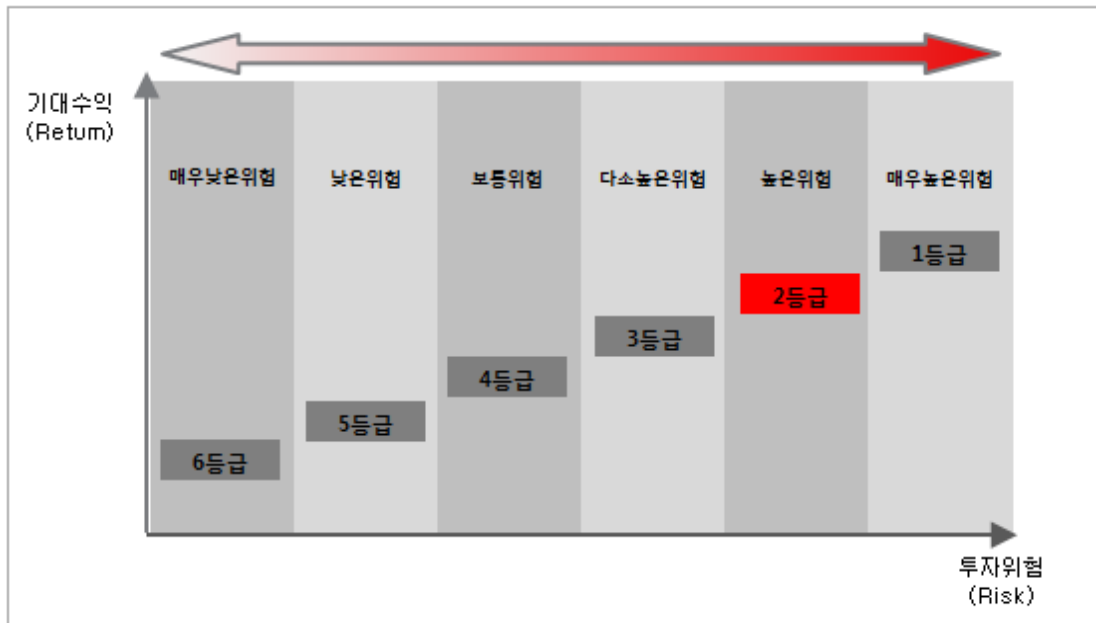 기대수익
(Retum)
매우낮은위험
낮은위험
보통위험
다소높은위험
높은위험
매우높은위험
1등급
2등급
3등급
4등급
5등급
6등급
투자위험
(Risk)